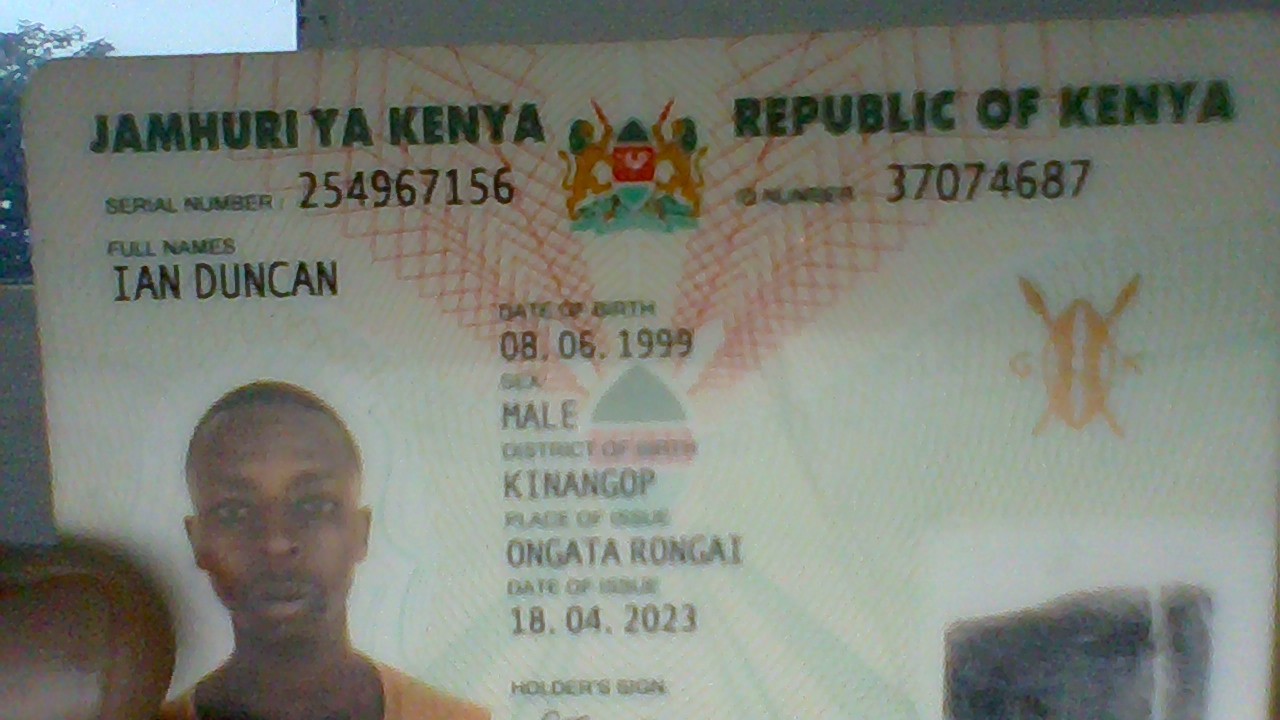 JAMHURI YA KENYA REPUBLIC OF KENYA
SERIAL NUMBER: 254967156 ID NUMBER 37074687
FULL NAMES
IAN DUNCAN
DATE OF BIRTH
08. 06. 1999
SEX
MALE
DISTRICT OF BIRTH
KINANGOP
PLACE OF ISSUE
ONGATA RONGAI
DATE OF ISSUE
18. 04. 2023
HOLDER'S SIGN